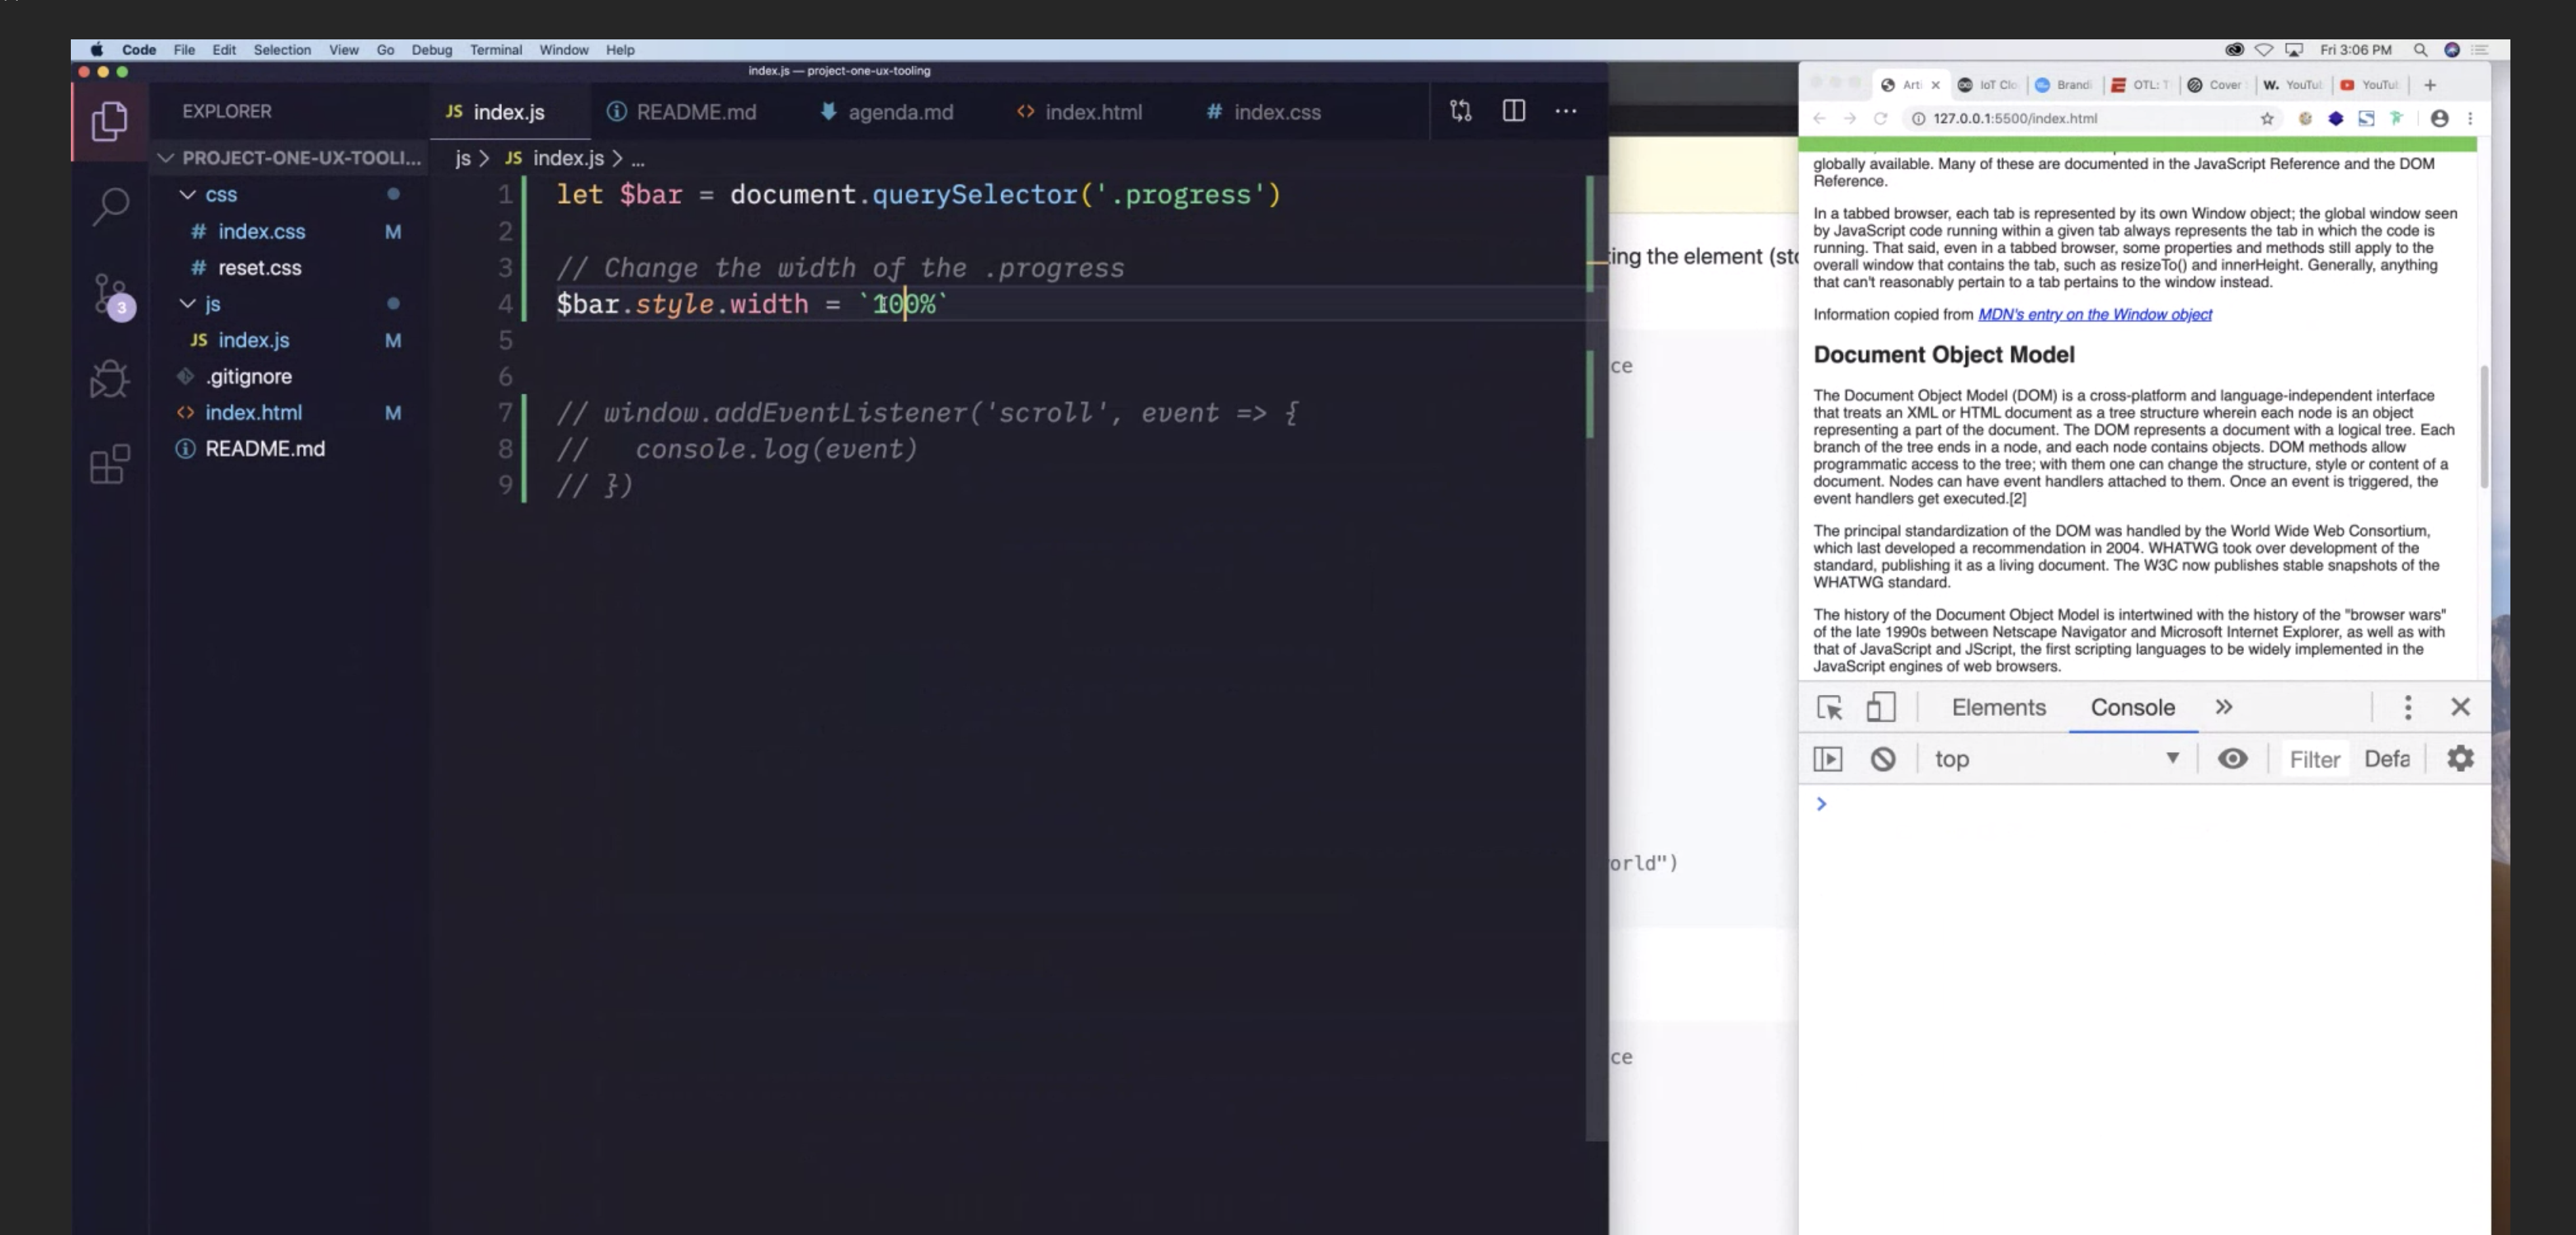 Code File Edit Selection View Go Debug Terminal Window Help
Fri 3:06 PM
index.js — project-one-ux-tooling
EXPLORER
PROJECT-ONE-UX-TOOLI...
css
# index.css M
# reset.css
js
JS index.js M
.gitignore
<> index.html M
README.md
3
JS index.js
README.md
agenda.md
<> index.html
# index.css
...
js > JS index.js > ...
1 let $bar = document.querySelector('.progress')
2
3 // Change the width of the .progress
4 $bar.style.width = `100%`
5
6
7 // window.addEventListener('scroll', event => {
8 //   console.log(event)
9 // })
ing the element (sto
ce
orld")
ce
Arti
IoT Clo
Brandi
OTL: T
Cover
W. YouTu
YouTu
127.0.0.1:5500/index.html
globally available. Many of these are documented in the JavaScript Reference and the DOM
Reference.
In a tabbed browser, each tab is represented by its own Window object; the global window seen
by JavaScript code running within a given tab always represents the tab in which the code is
running. That said, even in a tabbed browser, some properties and methods still apply to the
overall window that contains the tab, such as resizeTo() and innerHeight. Generally, anything
that can't reasonably pertain to a tab pertains to the window instead.
Information copied from MDN's entry on the Window object
Document Object Model
The Document Object Model (DOM) is a cross-platform and language-independent interface
that treats an XML or HTML document as a tree structure wherein each node is an object
representing a part of the document. The DOM represents a document with a logical tree. Each
branch of the tree ends in a node, and each node contains objects. DOM methods allow
programmatic access to the tree; with them one can change the structure, style or content of a
document. Nodes can have event handlers attached to them. Once an event is triggered, the
event handlers get executed.[2]
The principal standardization of the DOM was handled by the World Wide Web Consortium,
which last developed a recommendation in 2004. WHATWG took over development of the
standard, publishing it as a living document. The W3C now publishes stable snapshots of the
WHATWG standard.
The history of the Document Object Model is intertwined with the history of the "browser wars"
of the late 1990s between Netscape Navigator and Microsoft Internet Explorer, as well as with
that of JavaScript and JScript, the first scripting languages to be widely implemented in the
JavaScript engines of web browsers.
Elements Console »
top Filter Defa
>